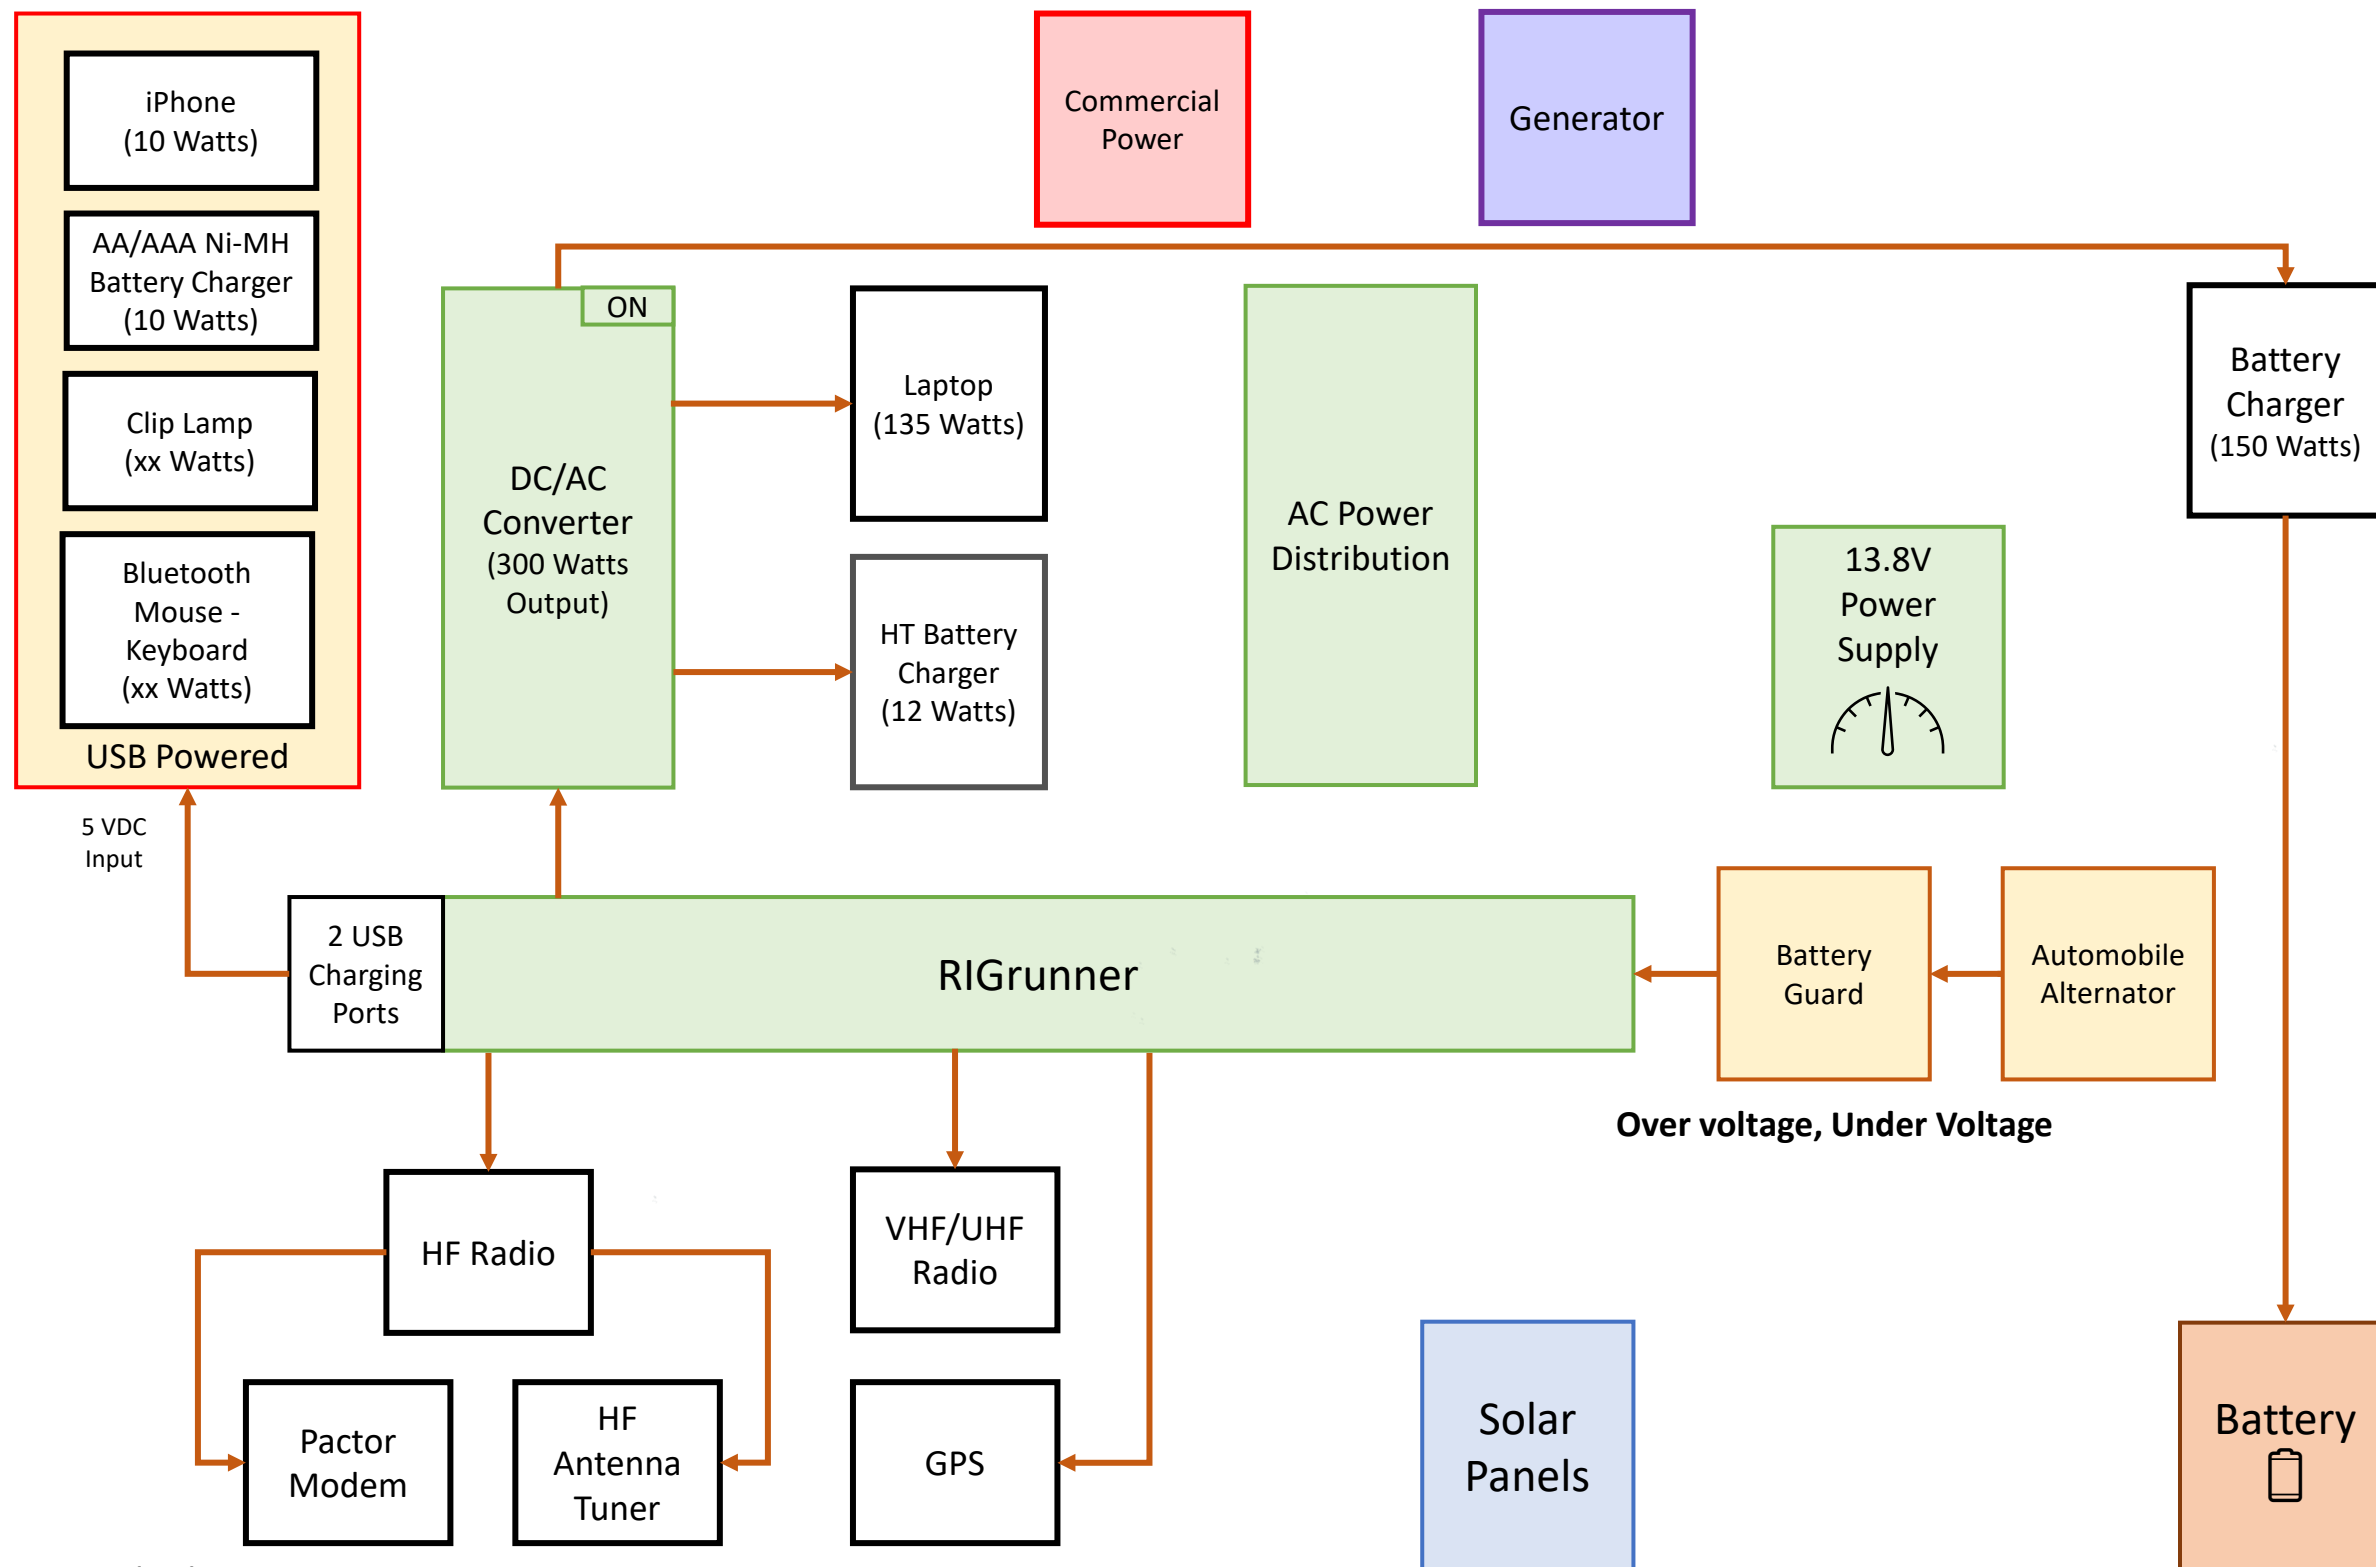 iPhone
(10 Watts)
AA/AAA Ni-MH
Battery Charger
(10 Watts)
Clip Lamp
(xx Watts)
Bluetooth
Mouse -
Keyboard
(xx Watts)
USB Powered
5 VDC
Input
Commercial
Power
Generator
ON
DC/AC
Converter
(300 Watts
Output)
Laptop
(135 Watts)
HT Battery
Charger
(12 Watts)
AC Power
Distribution
13.8V
Power
Supply
Battery
Charger
(150 Watts)
2 USB
Charging
Ports
RIGrunner
Battery
Guard
Automobile
Alternator
Over voltage, Under Voltage
HF Radio
VHF/UHF
Radio
Pactor
Modem
HF
Antenna
Tuner
GPS
Solar
Panels
Battery